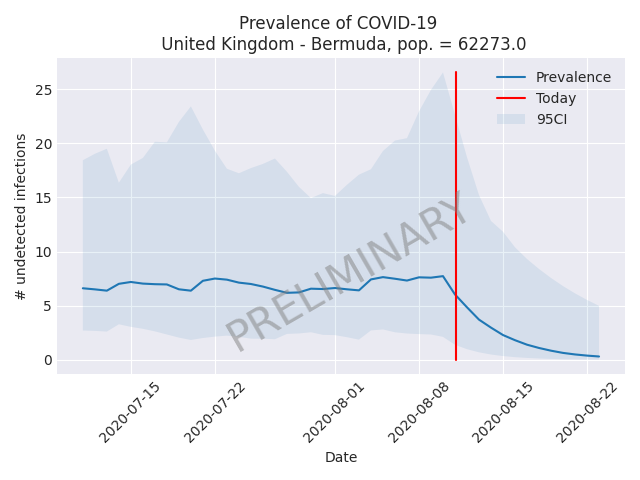 Prevalence of COVID-19
United Kingdom - Bermuda, pop. = 62273.0
Prevalence
Today
95CI
PRELIMINARY
# undetected infections
25
20
15
10
5
0
2020-07-15
2020-07-22
2020-08-01
2020-08-08
2020-08-15
2020-08-22
Date